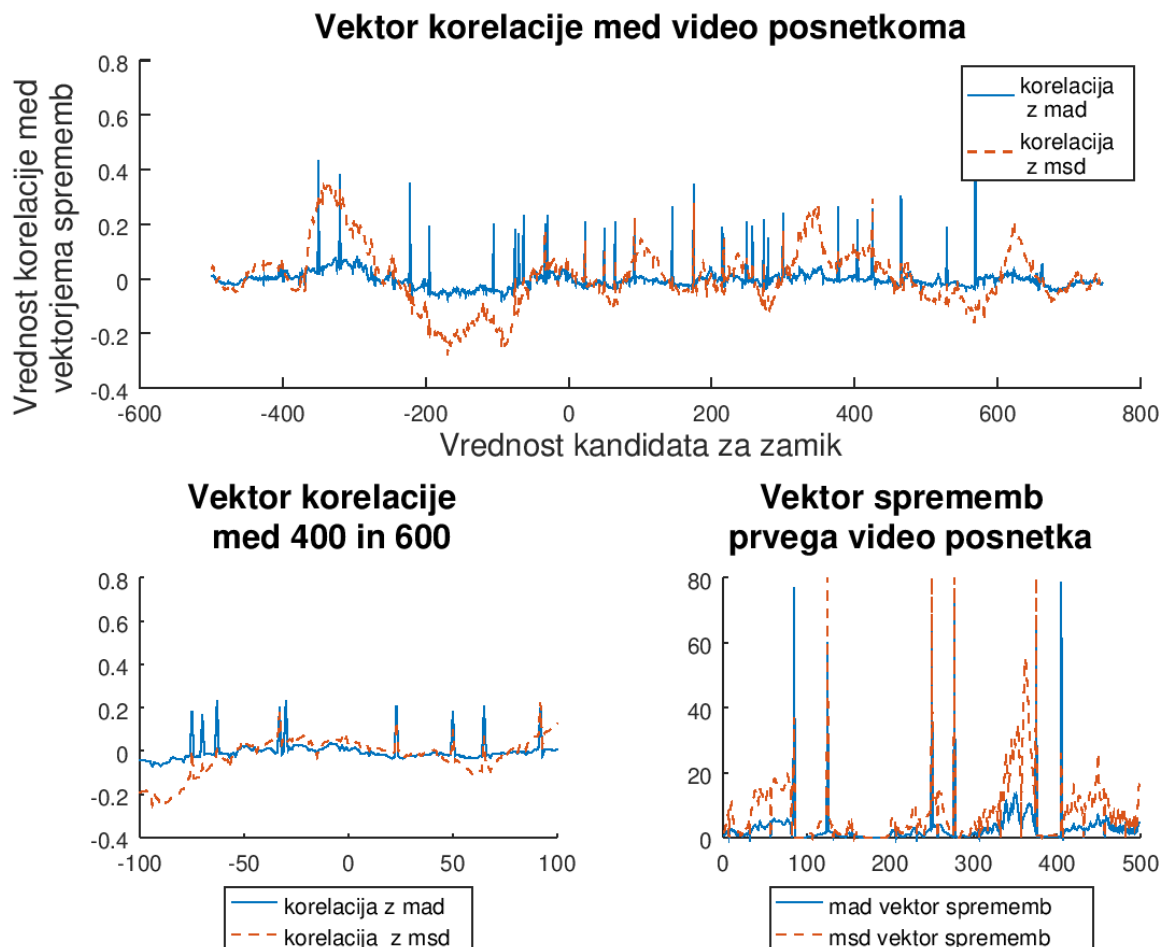 Vektor korelacije med video posnetkoma
Vrednost korelacije med
vektorjema sprememb
0.8
0.6
0.4
0.2
0
-0.2
-0.4
-600
-400
-200
0
200
400
600
800
Vrednost kandidata za zamik
korelacija
z mad
korelacija
z msd
Vektor korelacije
med 400 in 600
0.8
0.6
0.4
0.2
0
-0.2
-0.4
-100
-50
0
50
100
korelacija z mad
korelacija z msd
Vektor sprememb
prvega video posnetka
80
60
40
20
0
0
100
200
300
400
500
mad vektor sprememb
msd vektor sprememb